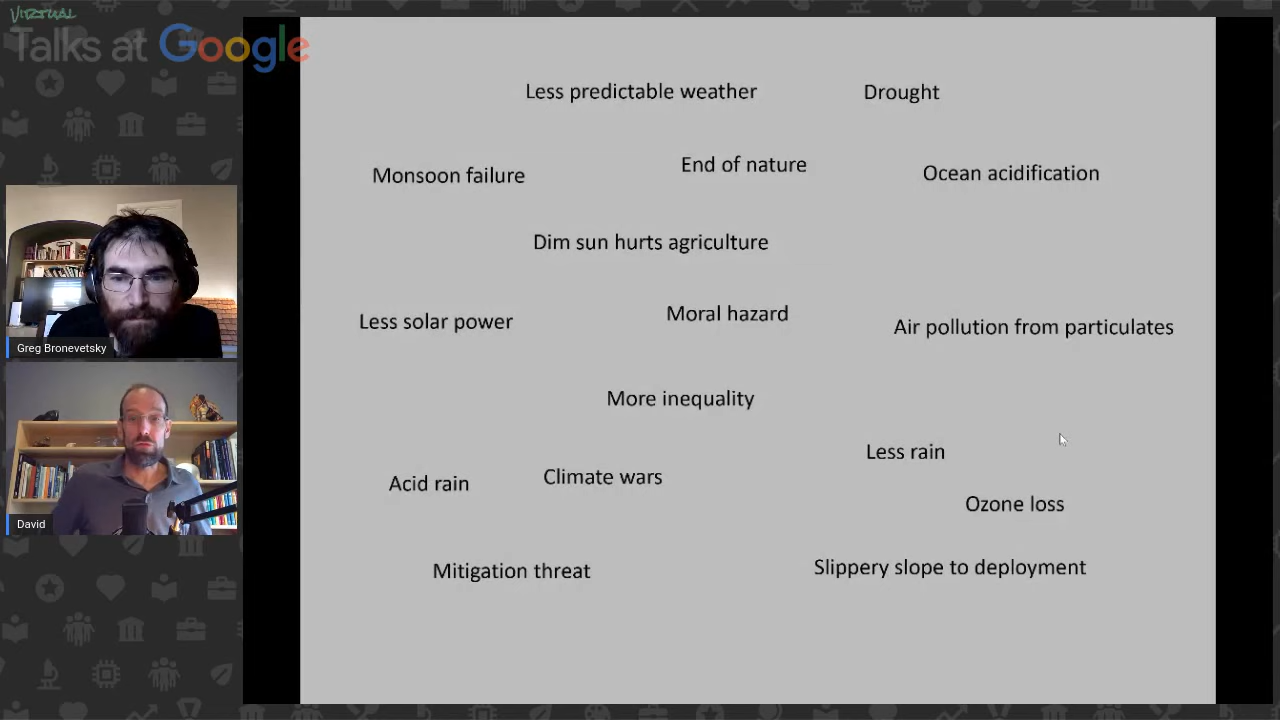 VIRTUAL
Talks at Google
Less predictable weather
Drought
Monsoon failure
End of nature
Ocean acidification
Dim sun hurts agriculture
Less solar power
Moral hazard
Air pollution from particulates
More inequality
Less rain
Acid rain
Climate wars
Ozone loss
Mitigation threat
Slippery slope to deployment
Greg Bronevetsky
David